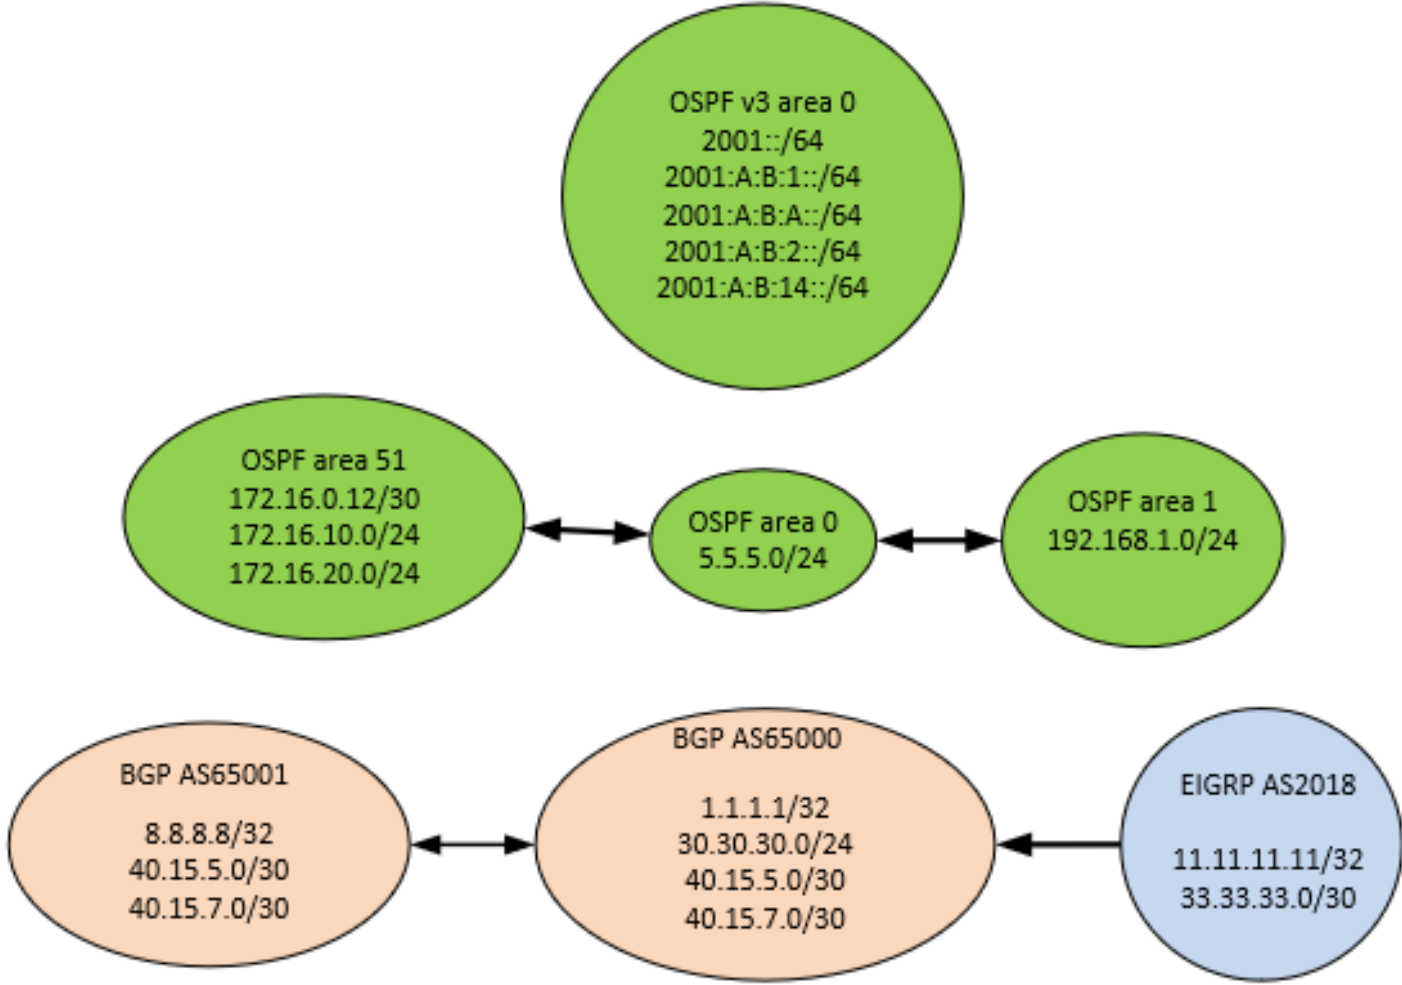 OSPF v3 area 0
2001::/64
2001:A:B:1::/64
2001:A:B:A::/64
2001:A:B:2::/64
2001:A:B:14::/64
OSPF area 51
172.16.0.12/30
172.16.10.0/24
172.16.20.0/24
OSPF area 0
5.5.5.0/24
OSPF area 1
192.168.1.0/24
BGP AS65001
8.8.8.8/32
40.15.5.0/30
40.15.7.0/30
BGP AS65000
1.1.1.1/32
30.30.30.0/24
40.15.5.0/30
40.15.7.0/30
EIGRP AS2018
11.11.11.11/32
33.33.33.0/30